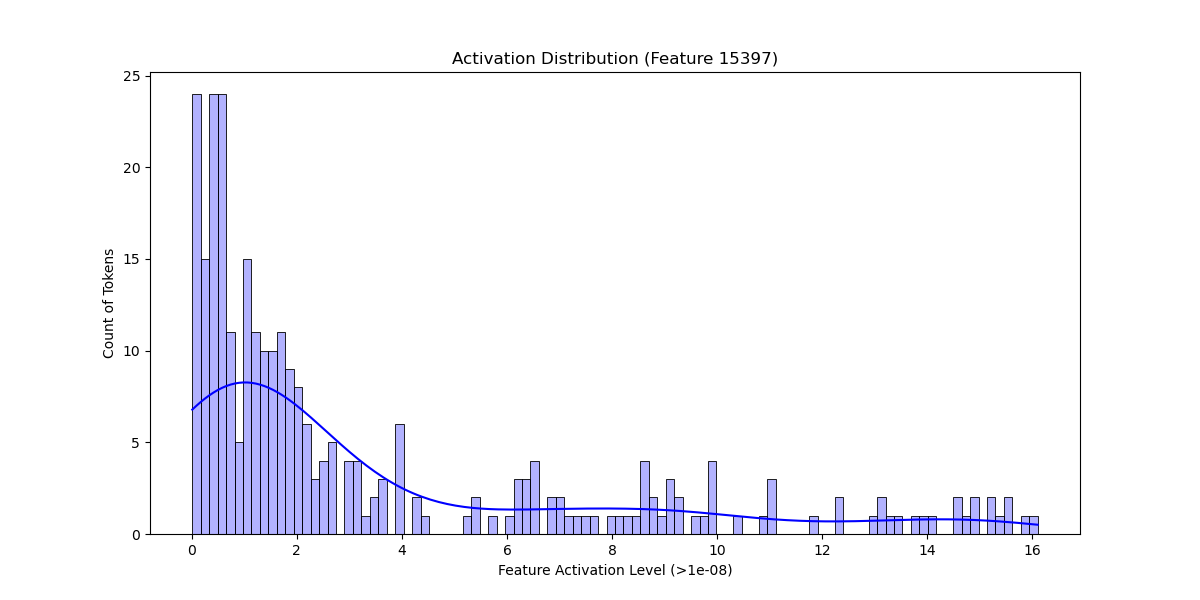 Activation Distribution (Feature 15397)
Count of Tokens
25
20
15
10
5
0
0 2 4 6 8 10 12 14 16
Feature Activation Level (>1e-08)